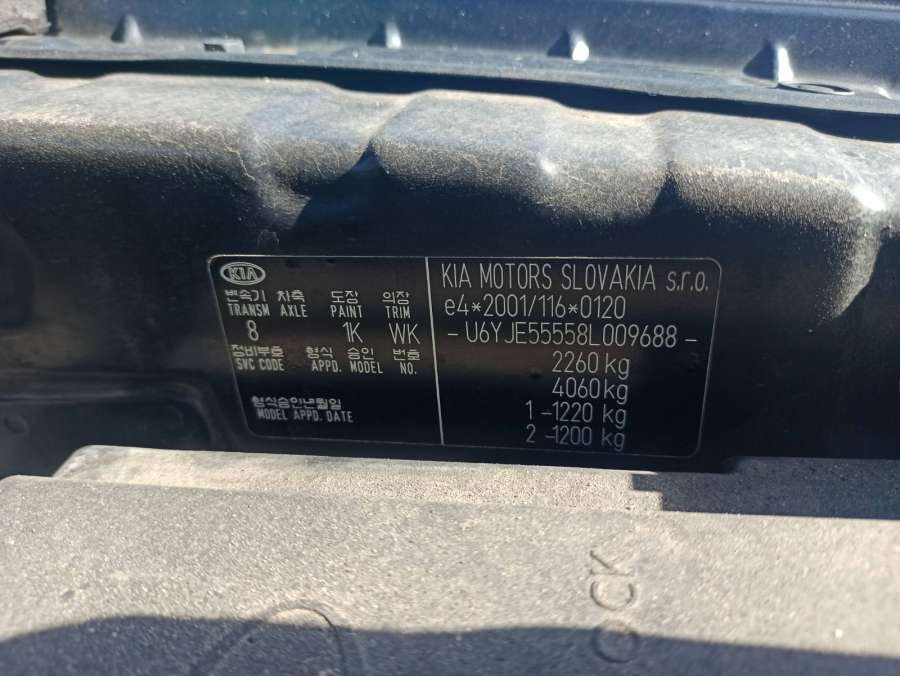 KIA
변속기 차축 도장 의장
TRANSM AXLE PAINT TRIM
8 1K WK
정비부호 형식 승인 번호
SVC CODE APPD. MODEL NO.
형식승인년월일
MODEL APPD. DATE
KIA MOTORS SLOVAKIA s.r.o.
e4*2001/116*0120
- U6YJE55558L009688 -
2260 kg
4060 kg
1 -1220 kg
2 -1200 kg